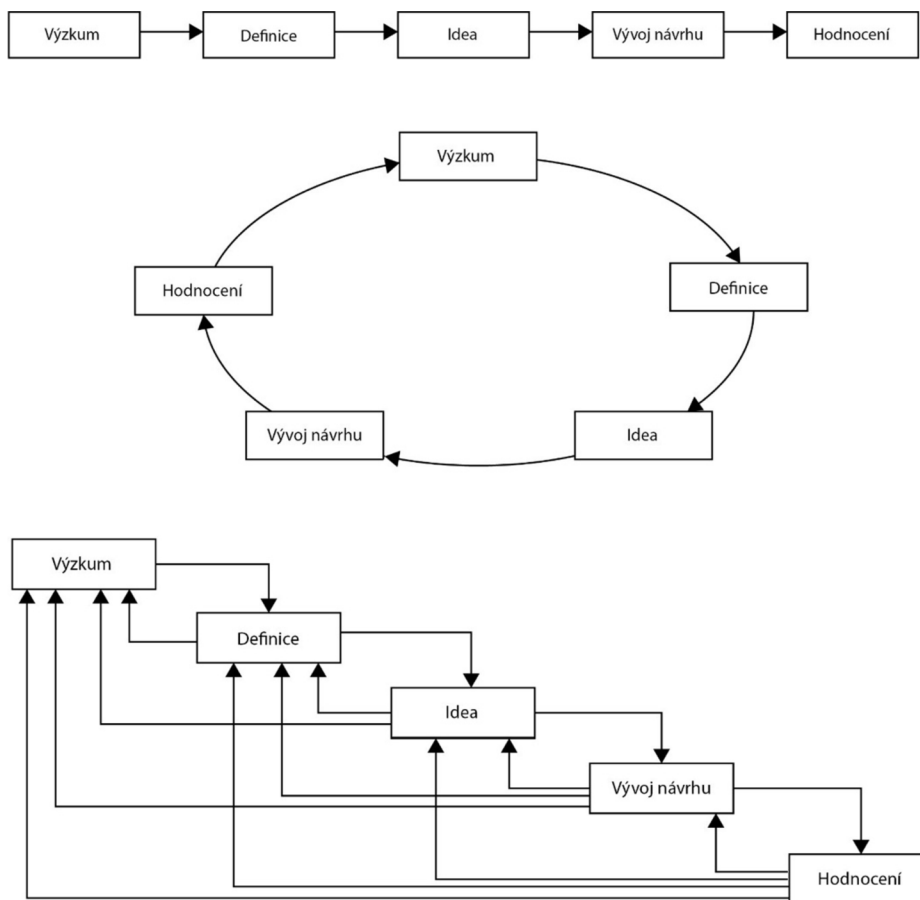 Výzkum
Definice
Idea
Vývoj návrhu
Hodnocení
Výzkum
Definice
Hodnocení
Idea
Vývoj návrhu
Výzkum
Definice
Idea
Vývoj návrhu
Hodnocení